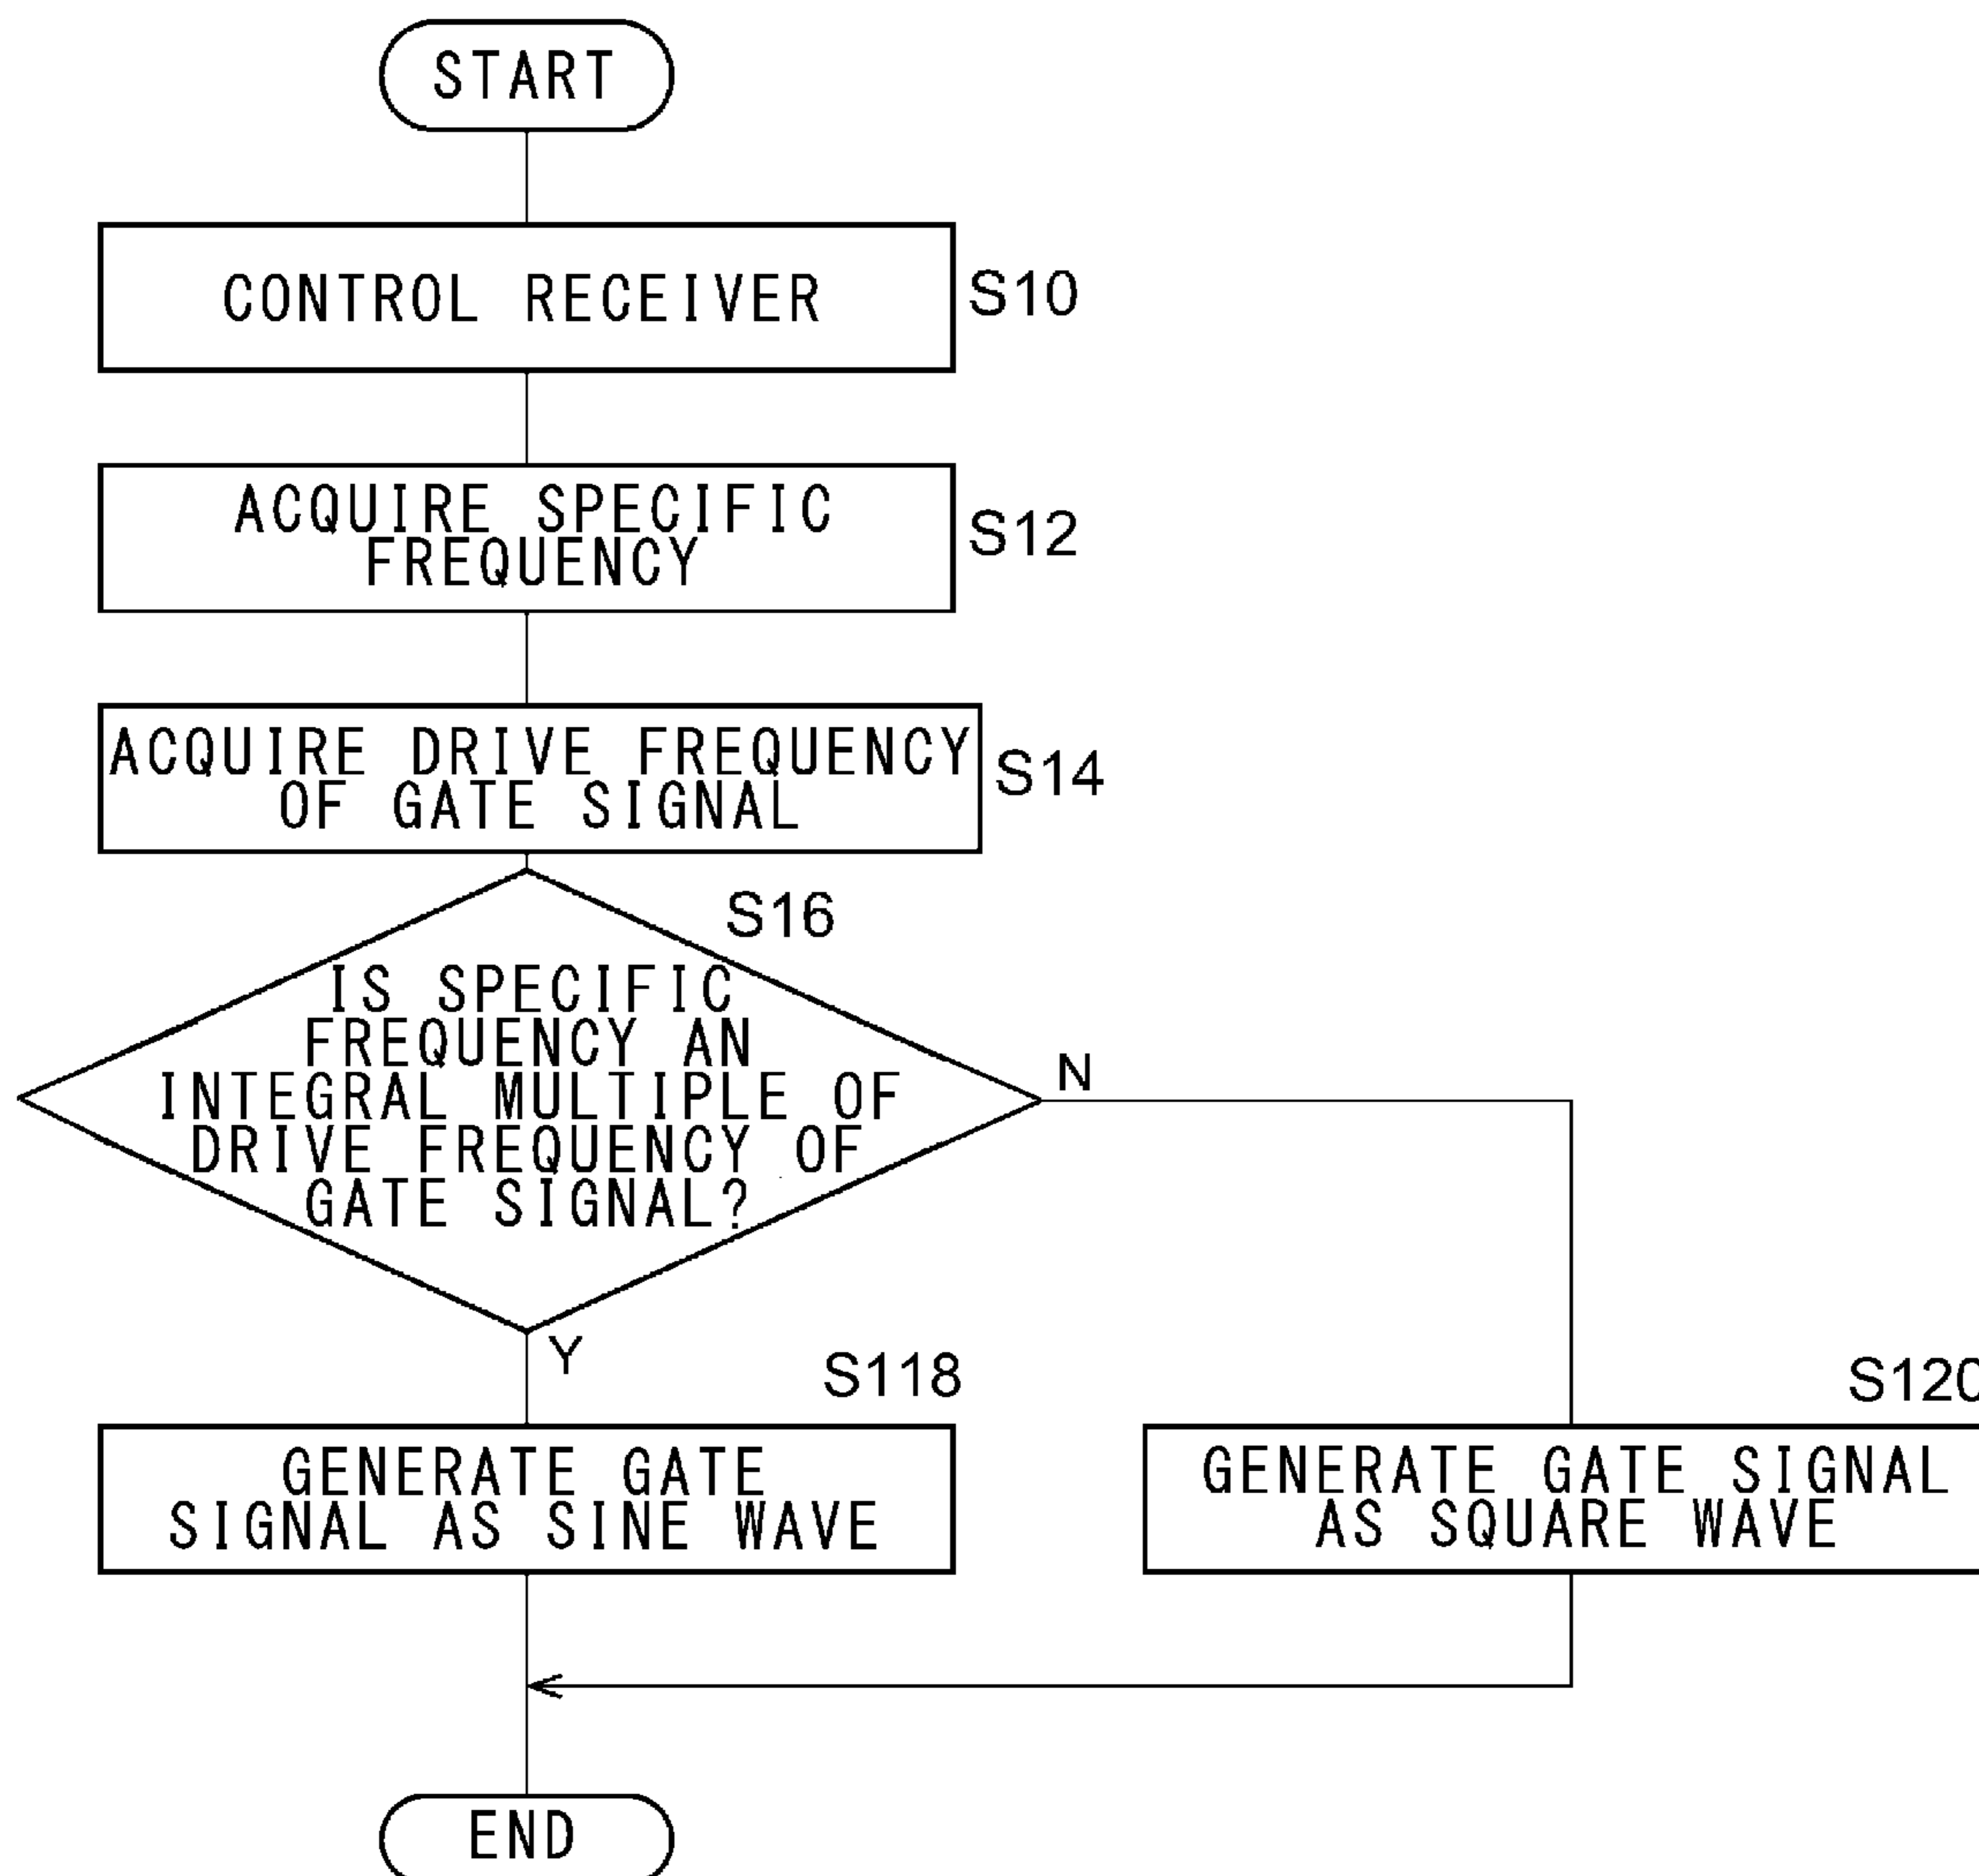 START
CONTROL RECEIVER
S10
ACQUIRE SPECIFIC
FREQUENCY
S12
ACQUIRE DRIVE FREQUENCY
OF GATE SIGNAL
S14
S16
IS SPECIFIC
FREQUENCY AN
INTEGRAL MULTIPLE OF
DRIVE FREQUENCY OF
GATE SIGNAL?
N
Y
S118
GENERATE GATE
SIGNAL AS SINE WAVE
S120
GENERATE GATE SIGNAL
AS SQUARE WAVE
END